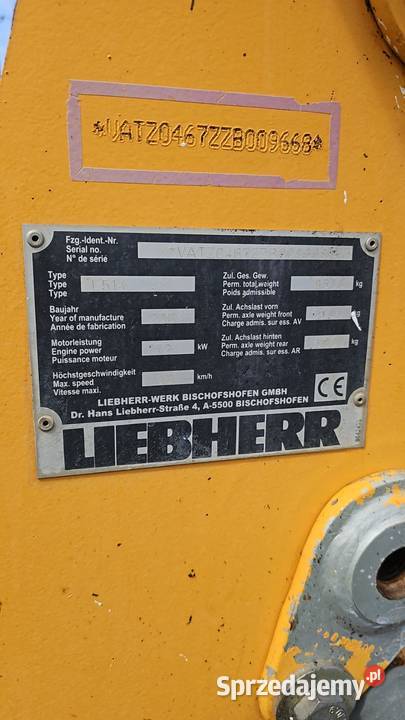 *VATZ0467ZZB009668*
Fzg.-Ident.-Nr.
Serial no.
N° de série
Type
Type
Type
Zul. Ges. Gew.
Perm. total weight
Poids admissible
kg
Baujahr
Year of manufacture
Année de fabrication
Zul. Achslast vorn
Perm. axle weight front
Charge admis. sur ess. AV
kg
Motorleistung
Engine power
Puissance moteur
kW
Zul. Achslast hinten
Perm. axle weight rear
Charge admis. sur ess. AR
kg
Höchstgeschwindigkeit
Max. speed
Vitesse maxi.
km/h
LIEBHERR-WERK BISCHOFSHOFEN GMBH
Dr. Hans Liebherr-Straße 4, A-5500 BISCHOFSHOFEN
CE
LIEBHERR
Sprzedajemy.pl